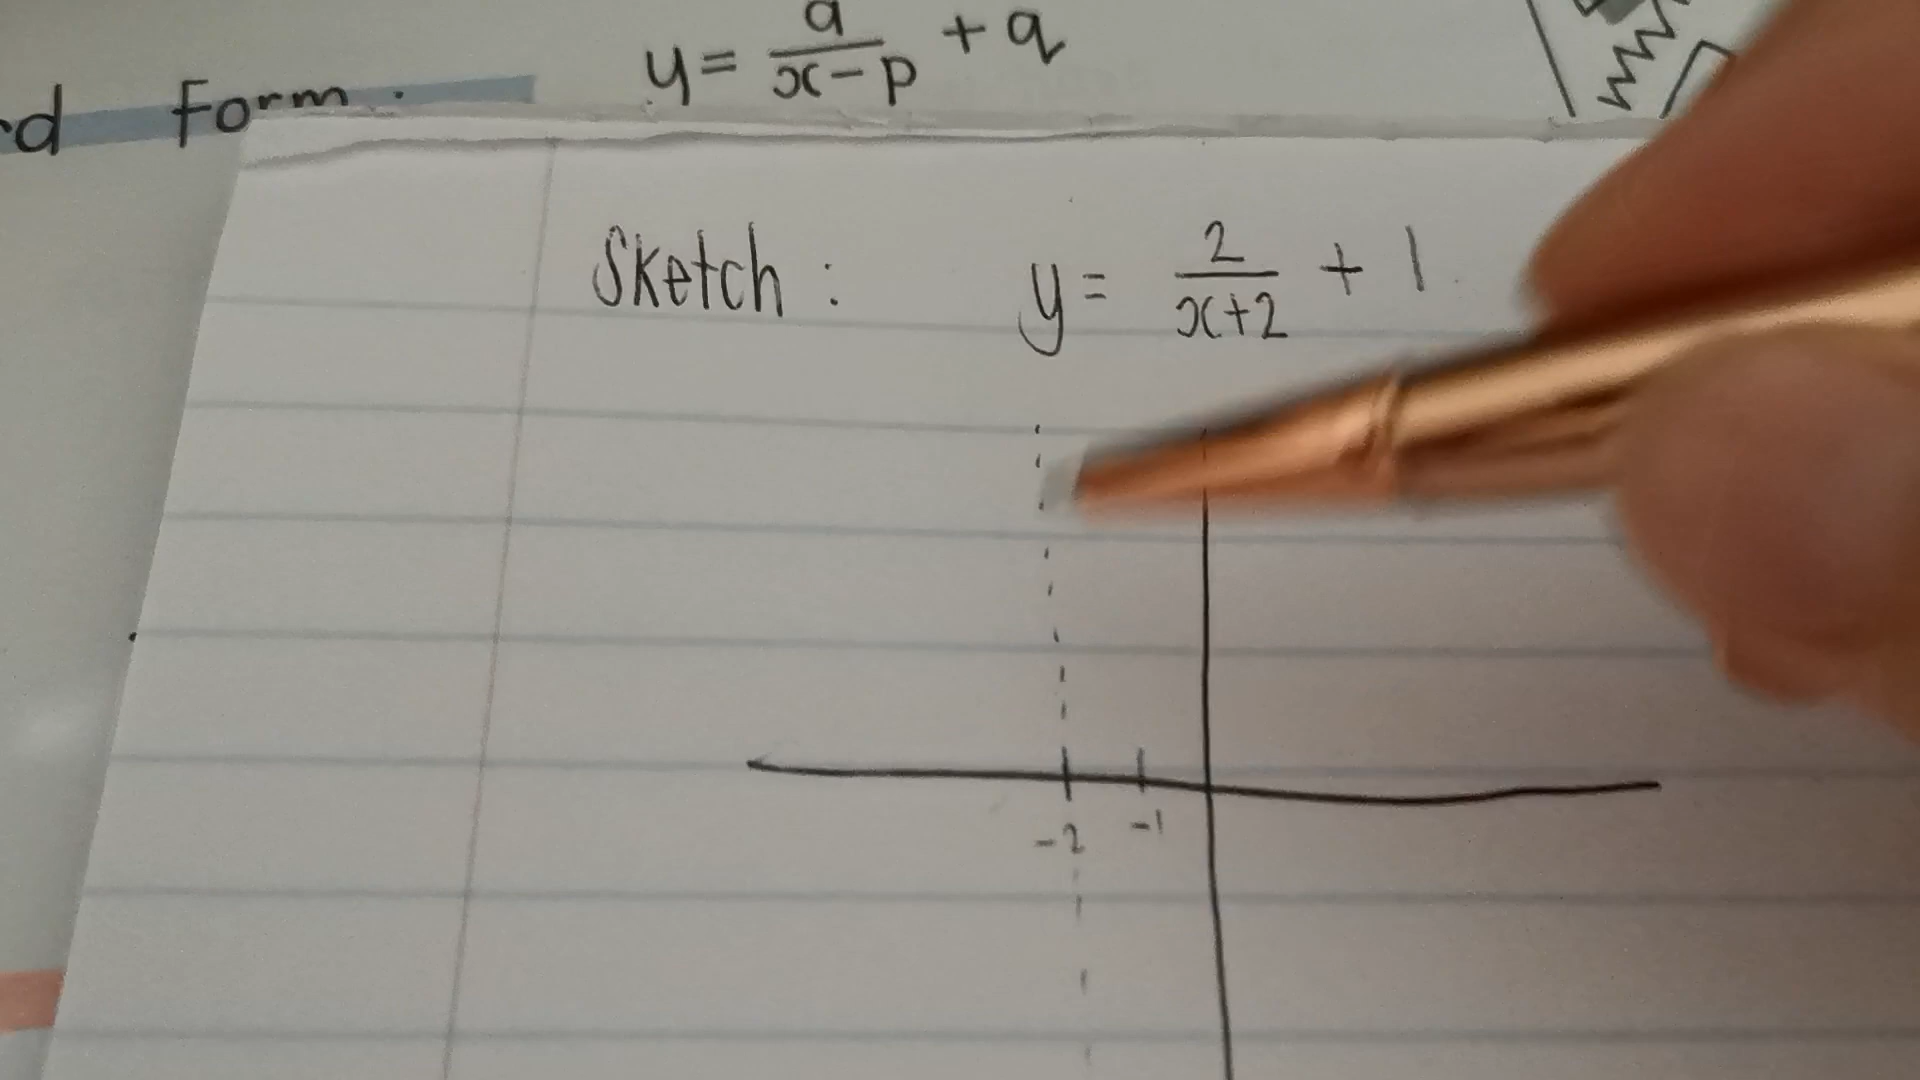 y = a/(x-p) + q
Form :
Sketch : y = 2/(x+2) + 1
-2 -1